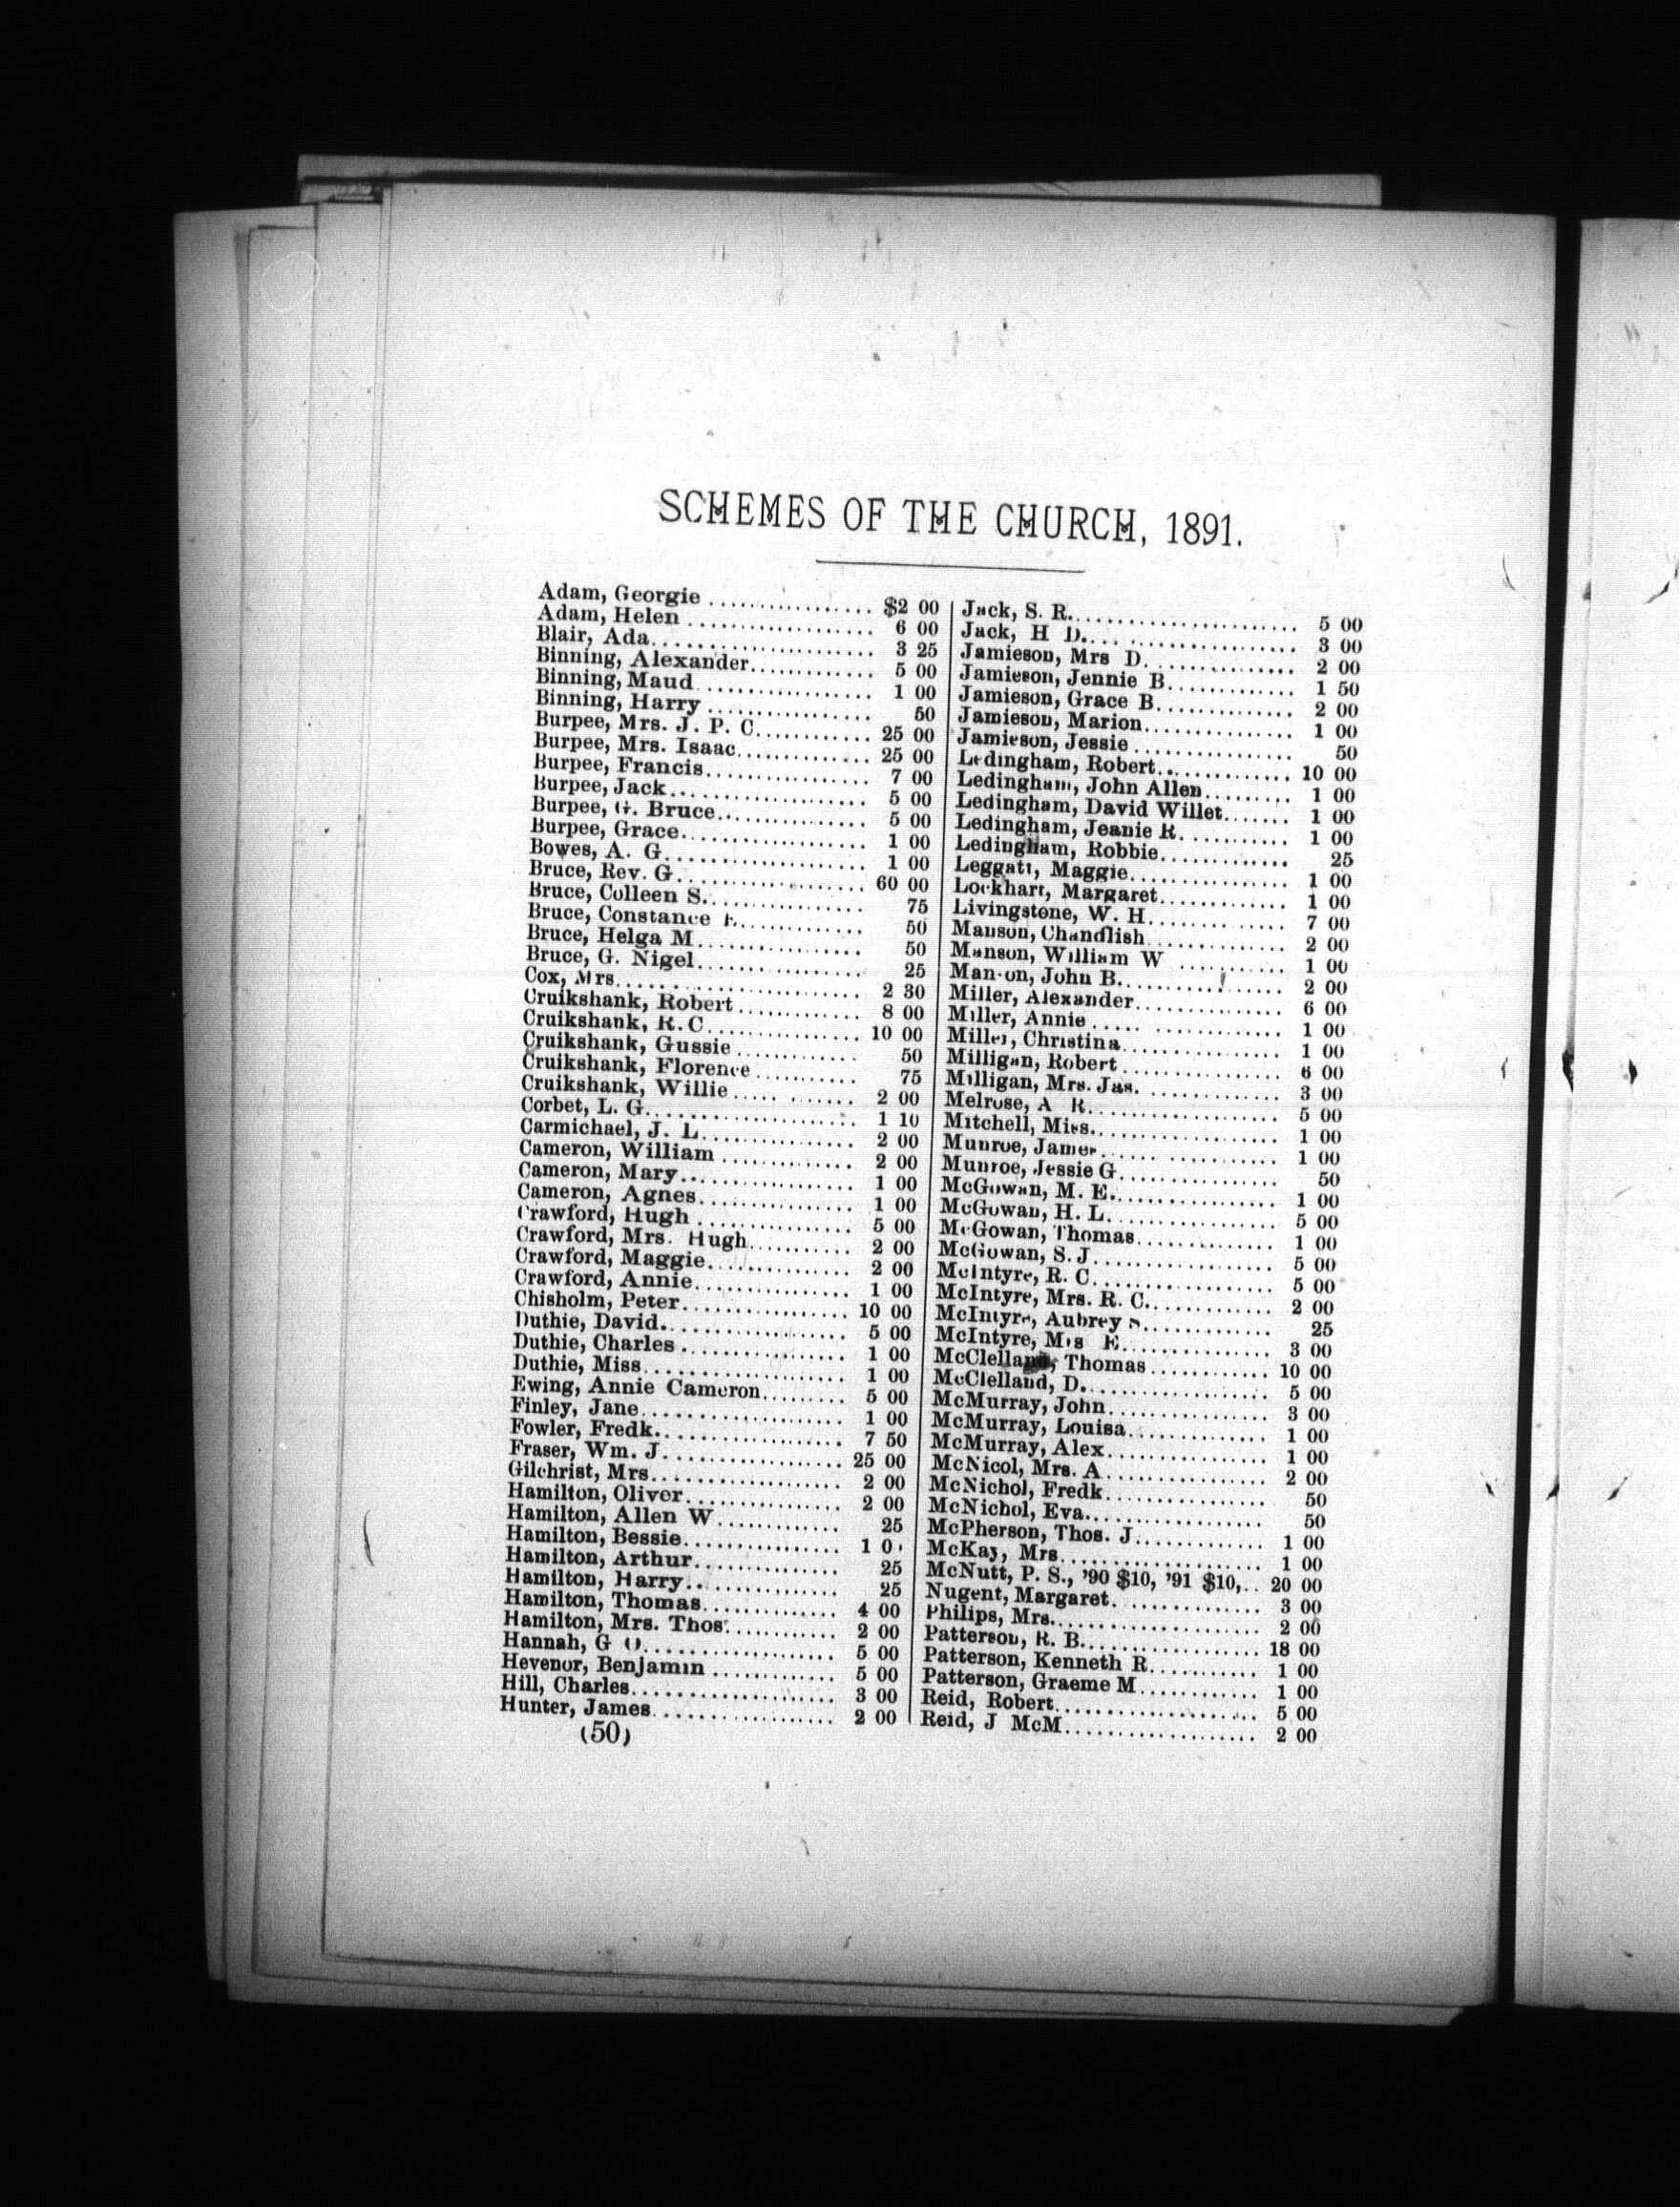 SCHEMES OF THE CHURCH, 1891.
Adam, Georgie ................ $2 00
Adam, Helen .................. 6 00
Blair, Ada...................... 3 25
Binning, Alexander............ 5 00
Binning, Maud................. 1 00
Binning, Harry ................ 50
Burpee, Mrs. J. P. C........... 25 00
Burpee, Mrs. Isaac............. 25 00
Burpee, Francis................ 7 00
Burpee, Jack................... 5 00
Burpee, G. Bruce............... 5 00
Burpee, Grace.................. 1 00
Bowes, A. G.................... 1 00
Bruce, Rev. G.................. 60 00
Bruce, Colleen S............... 75
Bruce, Constance ............ 50
Bruce, Helga M................ 50
Bruce, G. Nigel................ 25
Cox, Mrs....................... 2 30
Cruikshank, Robert ............ 8 00
Cruikshank, R. C.............. 10 00
Cruikshank, Gussie ............ 50
Cruikshank, Florence .......... 75
Cruikshank, Willie ............ 2 00
Corbet, L. G................... 1 10
Carmichael, J. L............... 2 00
Cameron, William ............. 2 00
Cameron, Mary................. 1 00
Cameron, Agnes............... 1 00
Crawford, Hugh ............... 5 00
Crawford, Mrs. Hugh.......... 2 00
Crawford, Maggie.............. 2 00
Crawford, Annie............... 1 00
Chisholm, Peter................ 10 00
Duthie, David.................. 5 00
Duthie, Charles ................ 1 00
Duthie, Miss................... 1 00
Ewing, Annie Cameron......... 5 00
Finley, Jane.................... 1 00
Fowler, Fredk.................. 7 50
Fraser, Wm. J.................. 25 00
Gilchrist, Mrs.................. 2 00
Hamilton, Oliver............... 2 00
Hamilton, Allen W............. 25
Hamilton, Bessie............... 1 0
Hamilton, Arthur.............. 25
Hamilton, Harry............... 25
Hamilton, Thomas............. 4 00
Hamilton, Mrs. Thos........... 2 00
Hannah, G O.................. 5 00
Hevenor, Benjamin ............ 5 00
Hill, Charles.................... 3 00
Hunter, James.................. 2 00
(50)
Jack, S. R...................... 5 00
Jack, H D..................... 3 00
Jamieson, Mrs D............... 2 00
Jamieson, Jennie B............. 1 50
Jamieson, Grace B.............. 2 00
Jamieson, Marion............... 1 00
Jamieson, Jessie ................ 50
Ledingham, Robert............. 10 00
Ledingham, John Allen......... 1 00
Ledingham, David Willet....... 1 00
Ledingham, Jeanie R........... 1 00
Ledingham, Robbie............. 25
Leggatt, Maggie................ 1 00
Lockhart, Margaret............. 1 00
Livingstone, W. H.............. 7 00
Manson, Chandlish............. 2 00
Manson, William W ........... 1 00
Manson, John B................ 2 00
Miller, Alexander............... 6 00
Miller, Annie ................... 1 00
Miller, Christina................ 1 00
Milligan, Robert ................ 6 00
Milligan, Mrs. Jas. ............. 3 00
Melrose, A R................... 5 00
Mitchell, Miss................... 1 00
Munroe, James................. 1 00
Munroe, Jessie G................ 50
McGowan, M. E................ 1 00
McGowan, H. L................. 5 00
McGowan, Thomas............. 1 00
McGowan, S. J.................. 5 00
McIntyre, R. C.................. 5 00
McIntyre, Mrs. R. C............ 2 00
McIntyre, Aubrey S............. 25
McIntyre, Mrs E............... 3 00
McClelland, Thomas ........... 10 00
McClelland, D.................. 5 00
McMurray, John................ 3 00
McMurray, Louisa.............. 1 00
McMurray, Alex................ 1 00
McNicol, Mrs. A................ 2 00
McNichol, Fredk................ 50
McNichol, Eva.................. 50
McPherson, Thos. J............. 1 00
McKay, Mrs.................... 1 00
McNutt, P. S., '90 $10, '91 $10,.. 20 00
Nugent, Margaret.............. 3 00
Philips, Mrs.................... 2 00
Patterson, R. B................. 18 00
Patterson, Kenneth R........... 1 00
Patterson, Graeme M............ 1 00
Reid, Robert.................... 5 00
Reid, J McM................... 2 00